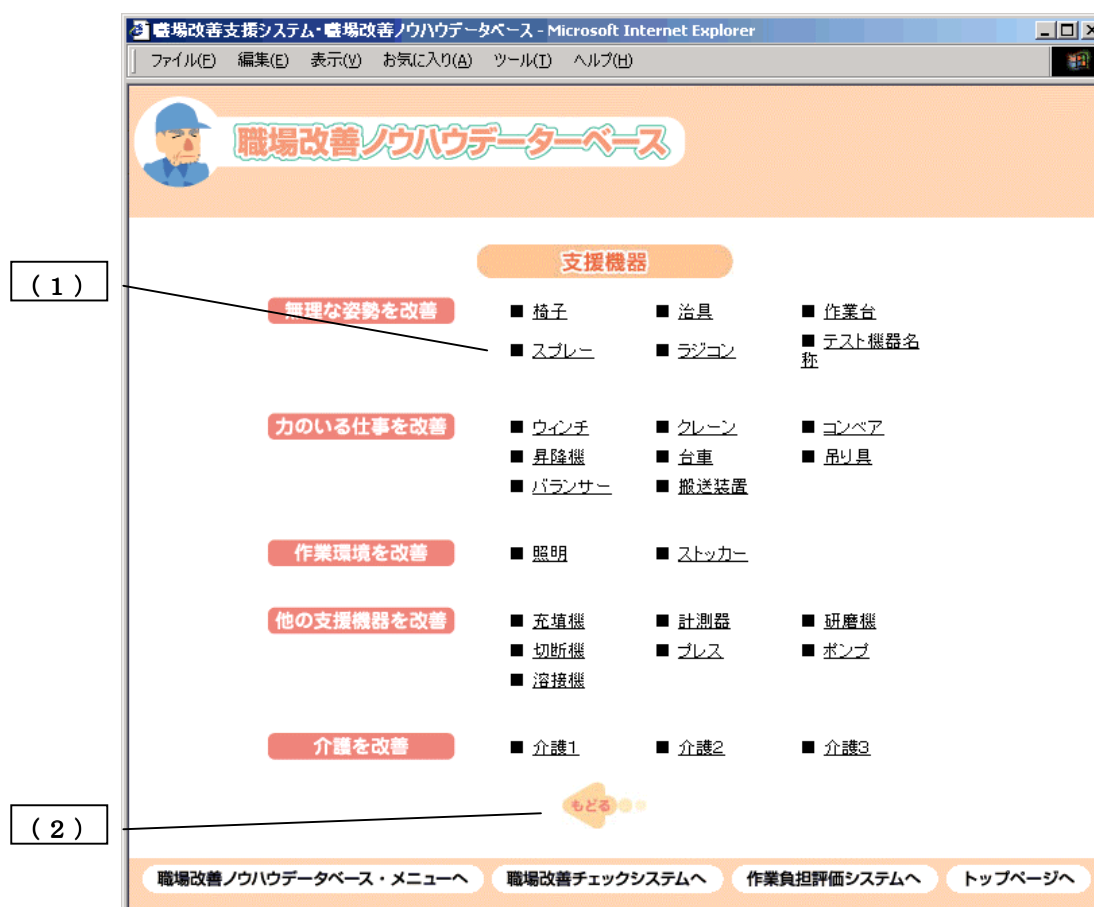 職場改善支援システム・職場改善ノウハウデータベース - Microsoft Internet Explorer
ファイル(F) 編集(E) 表示(V) お気に入り(A) ツール(T) ヘルプ(H)
職場改善ノウハウデーターベース
支援機器
(1)
無理な姿勢を改善 ■ 椅子 ■ 治具 ■ 作業台
■ スプレー ■ ラジコン ■ テスト機器名
称
力のいる仕事を改善 ■ ウィンチ ■ クレーン ■ コンベア
■ 昇降機 ■ 台車 ■ 吊り具
■ バランサー ■ 搬送装置
作業環境を改善 ■ 照明 ■ ストッカー
他の支援機器を改善 ■ 充填機 ■ 計測器 ■ 研磨機
■ 切断機 ■ プレス ■ ポンプ
■ 溶接機
介護を改善 ■ 介護1 ■ 介護2 ■ 介護3
もどる
(2)
職場改善ノウハウデータベース・メニューへ 職場改善チェックシステムへ 作業負担評価システムへ トップページへ